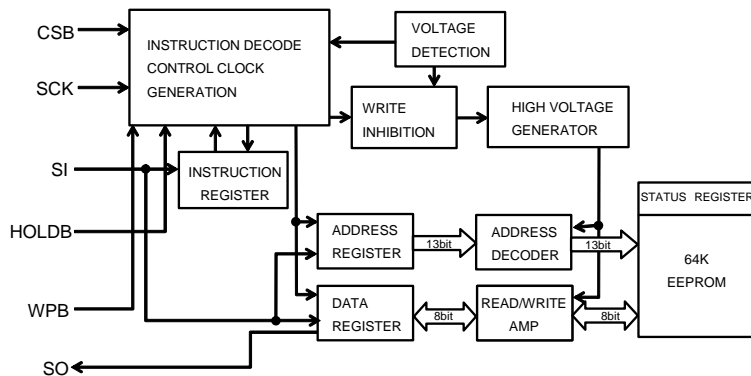 CSB
SCK
SI
HOLDB
WPB
SO
INSTRUCTION DECODE
CONTROL CLOCK
GENERATION
VOLTAGE
DETECTION
WRITE
INHIBITION
HIGH VOLTAGE
GENERATOR
INSTRUCTION
REGISTER
ADDRESS
REGISTER
13bit
ADDRESS
DECODER
13bit
DATA
REGISTER
8bit
READ/WRITE
AMP
8bit
STATUS REGISTER
64K
EEPROM